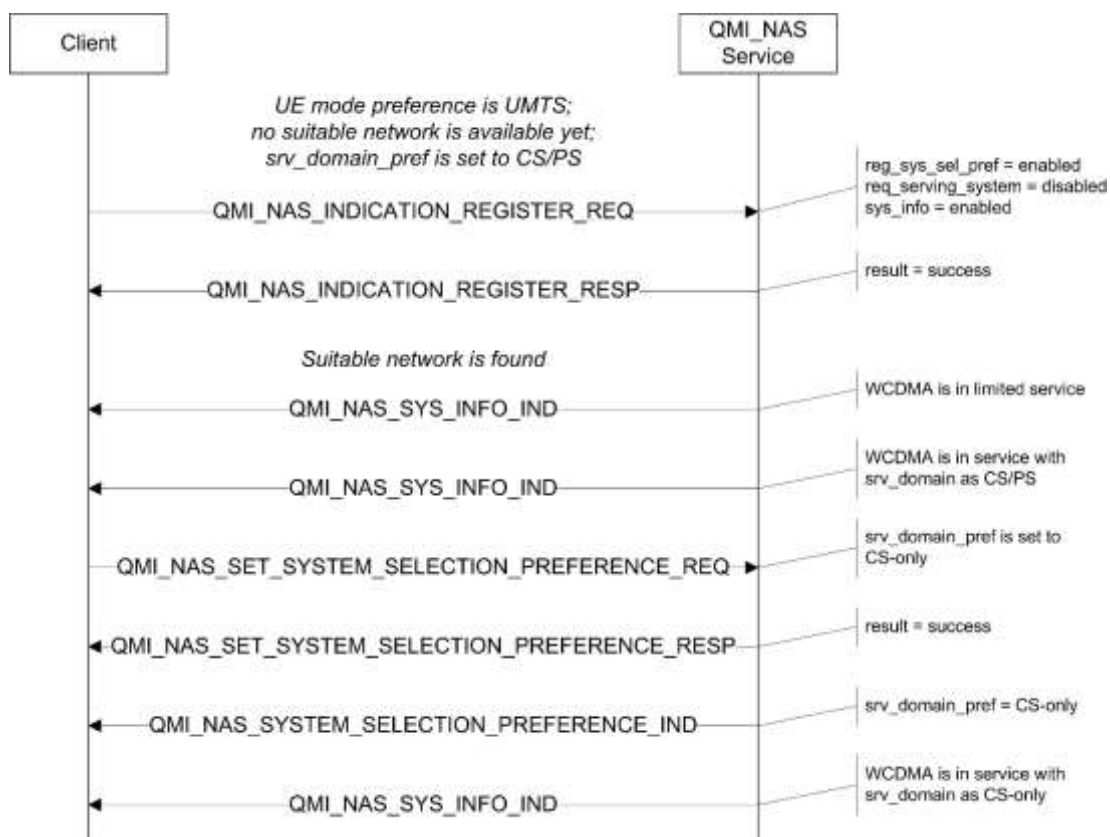 Client
QMI_NAS
Service
UE mode preference is UMTS;
no suitable network is available yet;
srv_domain_pref is set to CS/PS
reg_sys_sel_pref = enabled
req_serving_system = disabled
sys_info = enabled
QMI_NAS_INDICATION_REGISTER_REQ
result = success
QMI_NAS_INDICATION_REGISTER_RESP
Suitable network is found
WCDMA is in limited service
QMI_NAS_SYS_INFO_IND
WCDMA is in service with
srv_domain as CS/PS
QMI_NAS_SYS_INFO_IND
srv_domain_pref is set to
CS-only
QMI_NAS_SET_SYSTEM_SELECTION_PREFERENCE_REQ
result = success
QMI_NAS_SET_SYSTEM_SELECTION_PREFERENCE_RESP
srv_domain_pref = CS-only
QMI_NAS_SYSTEM_SELECTION_PREFERENCE_IND
WCDMA is in service with
srv_domain as CS-only
QMI_NAS_SYS_INFO_IND